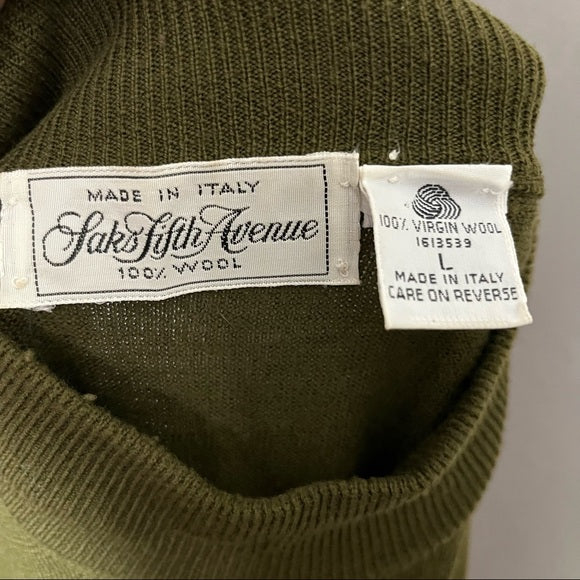 MADE IN ITALY
Saks Fifth Avenue
100% WOOL
100% VIRGIN WOOL
1613539
L
MADE IN ITALY
CARE ON REVERSE